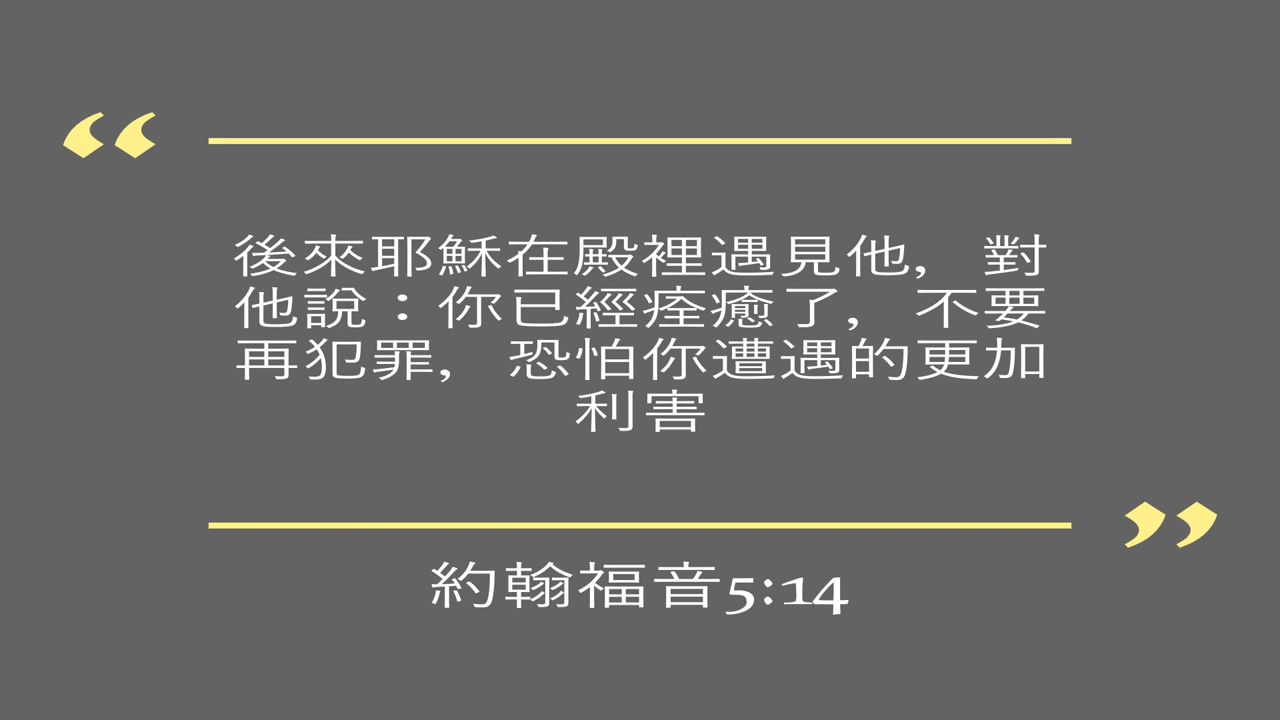 “
後來耶穌在殿裡遇見他, 對
他說：你已經痊癒了, 不要
再犯罪, 恐怕你遭遇的更加
利害
”
約翰福音5:14